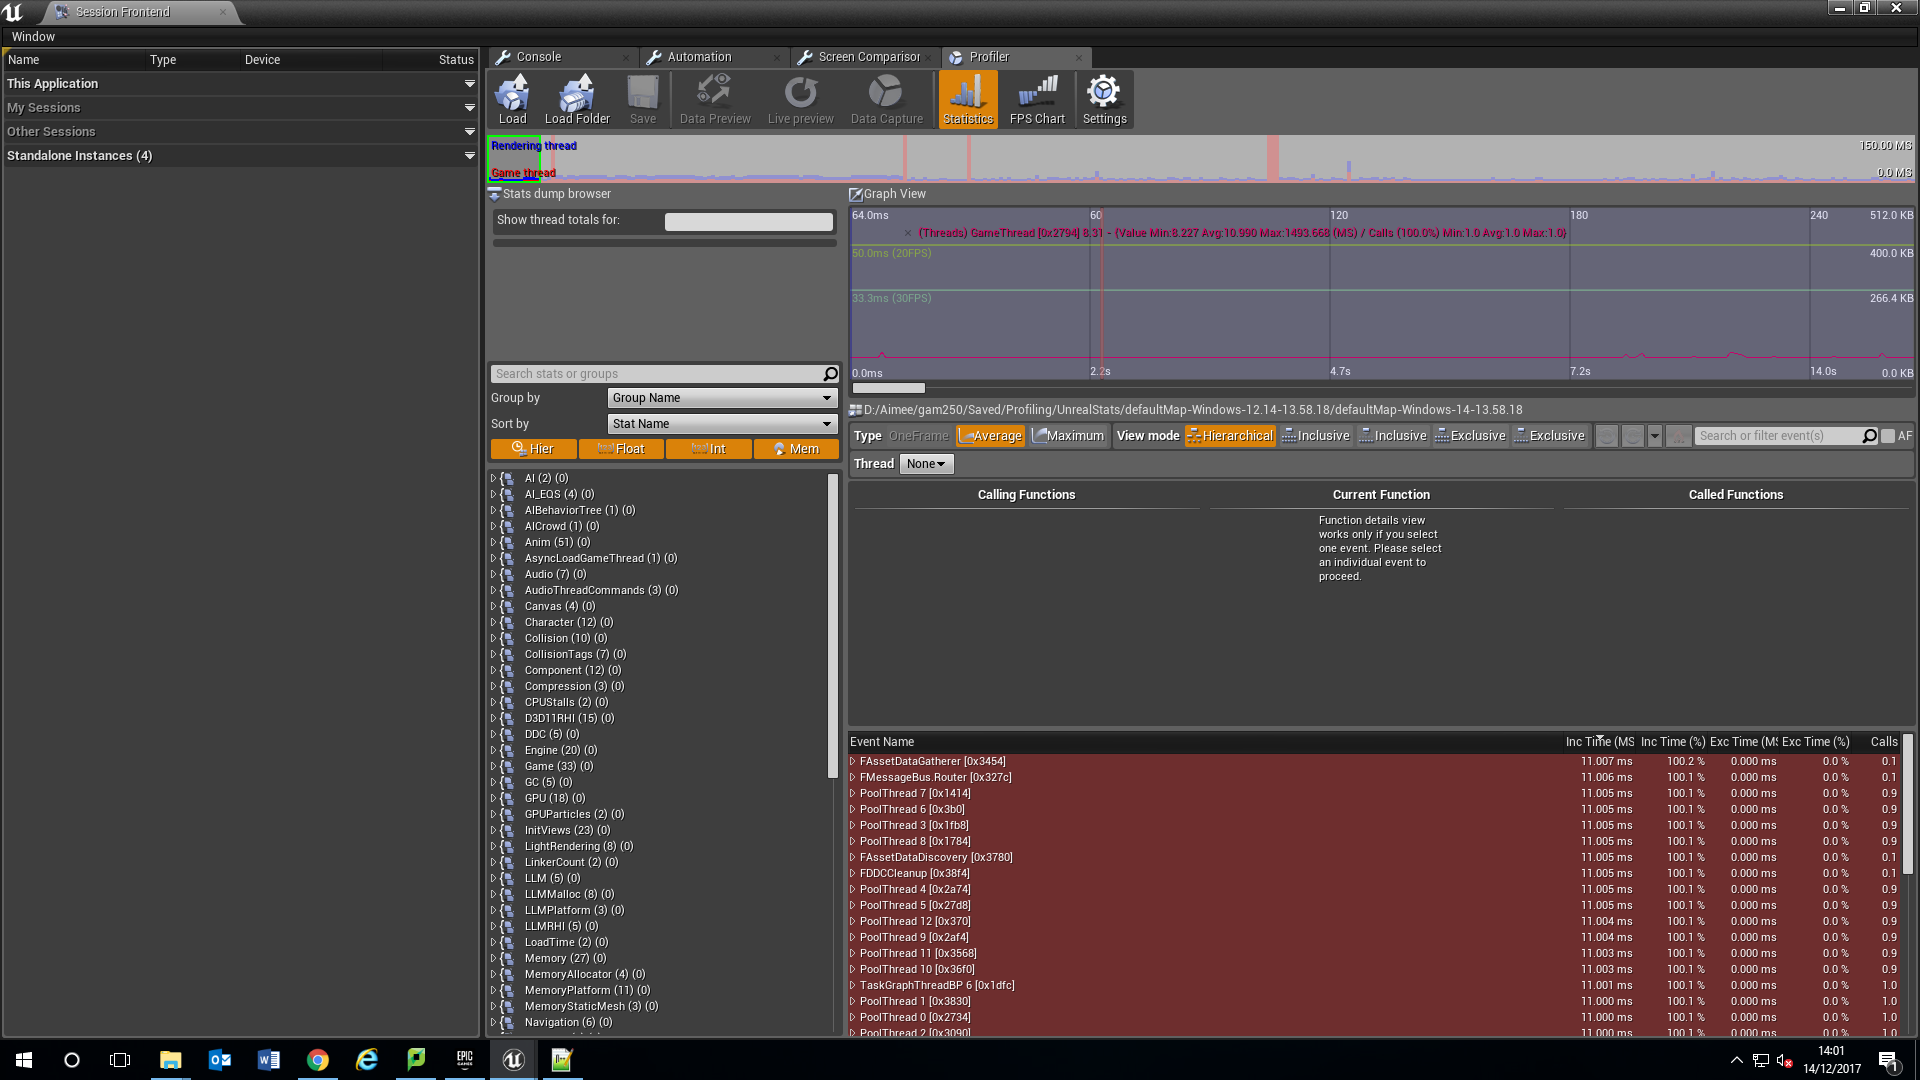 Session Frontend
Window
Name Type Device Status
This Application
My Sessions
Other Sessions
Standalone Instances (4)
Console Automation Screen Comparison Profiler
Load Load Folder Save Data Preview Live preview Data Capture Statistics FPS Chart Settings
Rendering thread 150.00 MS
Game thread 0.0 MS
Stats dump browser
Show thread totals for:
Search stats or groups
Group by Group Name
Sort by Stat Name
Hier Float Int Mem
AI (2) (0)
AI_EQS (4) (0)
AIBehaviorTree (1) (0)
AICrowd (1) (0)
Anim (51) (0)
AsyncLoadGameThread (1) (0)
Audio (7) (0)
AudioThreadCommands (3) (0)
Canvas (4) (0)
Character (12) (0)
Collision (10) (0)
CollisionTags (7) (0)
Component (12) (0)
Compression (3) (0)
CPUStalls (2) (0)
D3D11RHI (15) (0)
DDC (5) (0)
Engine (20) (0)
Game (33) (0)
GC (5) (0)
GPU (18) (0)
GPUParticles (2) (0)
InitViews (23) (0)
LightRendering (8) (0)
LinkerCount (2) (0)
LLM (5) (0)
LLMMalloc (8) (0)
LLMPlatform (3) (0)
LLMRHI (5) (0)
LoadTime (2) (0)
Memory (27) (0)
MemoryAllocator (4) (0)
MemoryPlatform (11) (0)
MemoryStaticMesh (3) (0)
Navigation (6) (0)
Graph View
64.0ms 60 120 180 240 512.0 KB
(Threads) GameThread [0x2794] 8.31 - (Value Min:8.227 Avg:10.990 Max:1493.668 (MS) / Calls (100.0%) Min:1.0 Avg:1.0 Max:1.0)
50.0ms (20FPS) 400.0 KB
33.3ms (30FPS) 266.4 KB
0.0ms 2.2s 4.7s 7.2s 14.0s 0.0 KB
D:/Aimee/gam250/Saved/Profiling/UnrealStats/defaultMap-Windows-12.14-13.58.18/defaultMap-Windows-14-13.58.18
Type OneFrame Average Maximum View mode Hierarchical Inclusive Inclusive Exclusive Exclusive Search or filter event(s) AF
Thread None
Calling Functions Current Function Called Functions
Function details view
works only if you select
one event. Please select
an individual event to
proceed.
Event Name Inc Time (MS Inc Time (%) Exc Time (MS Exc Time (%) Calls
FAssetDataGatherer [0x3454] 11.007 ms 100.2 % 0.000 ms 0.0 % 0.1
FMessageBus.Router [0x327c] 11.006 ms 100.1 % 0.000 ms 0.0 % 0.1
PoolThread 7 [0x1414] 11.005 ms 100.1 % 0.000 ms 0.0 % 0.9
PoolThread 6 [0x3b0] 11.005 ms 100.1 % 0.000 ms 0.0 % 0.9
PoolThread 3 [0x1fb8] 11.005 ms 100.1 % 0.000 ms 0.0 % 0.9
PoolThread 8 [0x1784] 11.005 ms 100.1 % 0.000 ms 0.0 % 0.9
FAssetDataDiscovery [0x3780] 11.005 ms 100.1 % 0.000 ms 0.0 % 0.1
FDDCCleanup [0x38f4] 11.005 ms 100.1 % 0.000 ms 0.0 % 0.1
PoolThread 4 [0x2a74] 11.005 ms 100.1 % 0.000 ms 0.0 % 0.9
PoolThread 5 [0x27d8] 11.005 ms 100.1 % 0.000 ms 0.0 % 0.9
PoolThread 12 [0x370] 11.004 ms 100.1 % 0.000 ms 0.0 % 0.9
PoolThread 9 [0x2af4] 11.004 ms 100.1 % 0.000 ms 0.0 % 0.9
PoolThread 11 [0x3568] 11.003 ms 100.1 % 0.000 ms 0.0 % 0.9
PoolThread 10 [0x36f0] 11.003 ms 100.1 % 0.000 ms 0.0 % 0.9
TaskGraphThreadBP 6 [0x1dfc] 11.001 ms 100.1 % 0.000 ms 0.0 % 1.0
PoolThread 1 [0x3830] 11.000 ms 100.1 % 0.000 ms 0.0 % 1.0
PoolThread 0 [0x2734] 11.000 ms 100.1 % 0.000 ms 0.0 % 1.0
PoolThread 2 [0x3090] 11.000 ms 100.1 % 0.000 ms 0.0 % 1.0
EPIC GAMES
14:01
14/12/2017
1